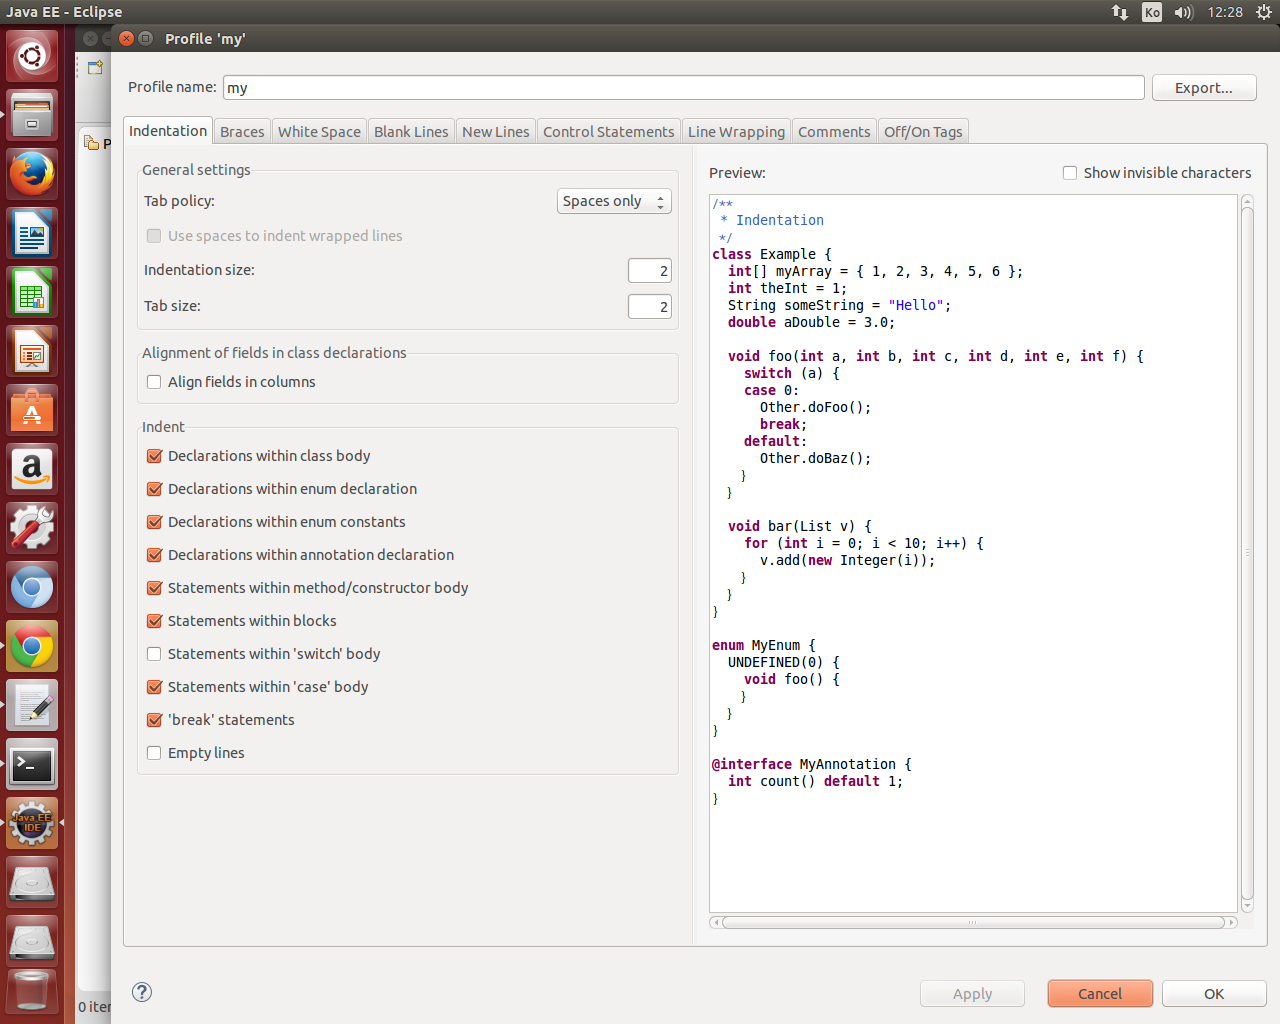 Java EE - Eclipse
Ko
12:28
Profile 'my'
Profile name:
my
Export...
Indentation
Braces
White Space
Blank Lines
New Lines
Control Statements
Line Wrapping
Comments
Off/On Tags
General settings
Tab policy:
Spaces only
Use spaces to indent wrapped lines
Indentation size:
2
Tab size:
2
Alignment of fields in class declarations
Align fields in columns
Indent
Declarations within class body
Declarations within enum declaration
Declarations within enum constants
Declarations within annotation declaration
Statements within method/constructor body
Statements within blocks
Statements within 'switch' body
Statements within 'case' body
'break' statements
Empty lines
Preview:
Show invisible characters
/**
 * Indentation
 */
class Example {
  int[] myArray = { 1, 2, 3, 4, 5, 6 };
  int theInt = 1;
  String someString = "Hello";
  double aDouble = 3.0;
  void foo(int a, int b, int c, int d, int e, int f) {
    switch (a) {
    case 0:
      Other.doFoo();
      break;
    default:
      Other.doBaz();
    }
  }
  void bar(List v) {
    for (int i = 0; i < 10; i++) {
      v.add(new Integer(i));
    }
  }
}
enum MyEnum {
  UNDEFINED(0) {
    void foo() {
    }
  }
}
@interface MyAnnotation {
  int count() default 1;
}
Java EE
IDE
P
0 iter
?
Apply
Cancel
OK